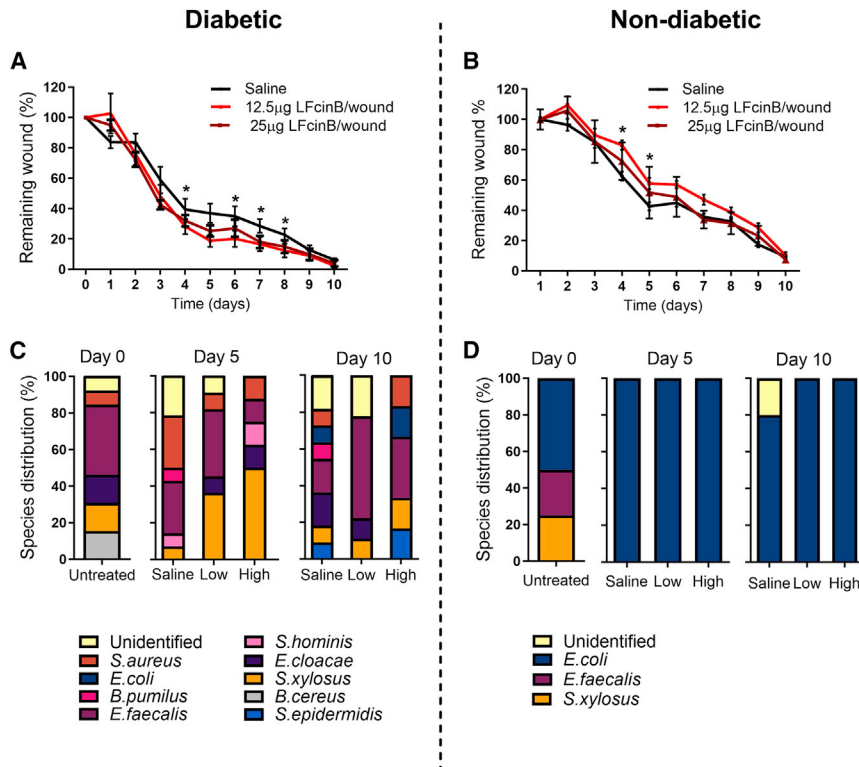 Diabetic
Non-diabetic
A
Remaining wound (%)
120
100
80
60
40
20
0
Saline
12.5μg LFcinB/wound
25μg LFcinB/wound
* * * *
0 1 2 3 4 5 6 7 8 9 10
Time (days)
B
Remaining wound %
120
100
80
60
40
20
0
Saline
12.5μg LFcinB/wound
25μg LFcinB/wound
* *
1 2 3 4 5 6 7 8 9 10
Time (days)
C
Species distribution (%)
100
80
60
40
20
0
Day 0
Day 5
Day 10
Untreated
Saline Low High
Saline Low High
Unidentified
S.aureus
E.coli
B.pumilus
E.faecalis
S.hominis
E.cloacae
S.xylosus
B.cereus
S.epidermidis
D
Species distribution (%)
100
80
60
40
20
0
Day 0
Day 5
Day 10
Untreated
Saline Low High
Saline Low High
Unidentified
E.coli
E.faecalis
S.xylosus